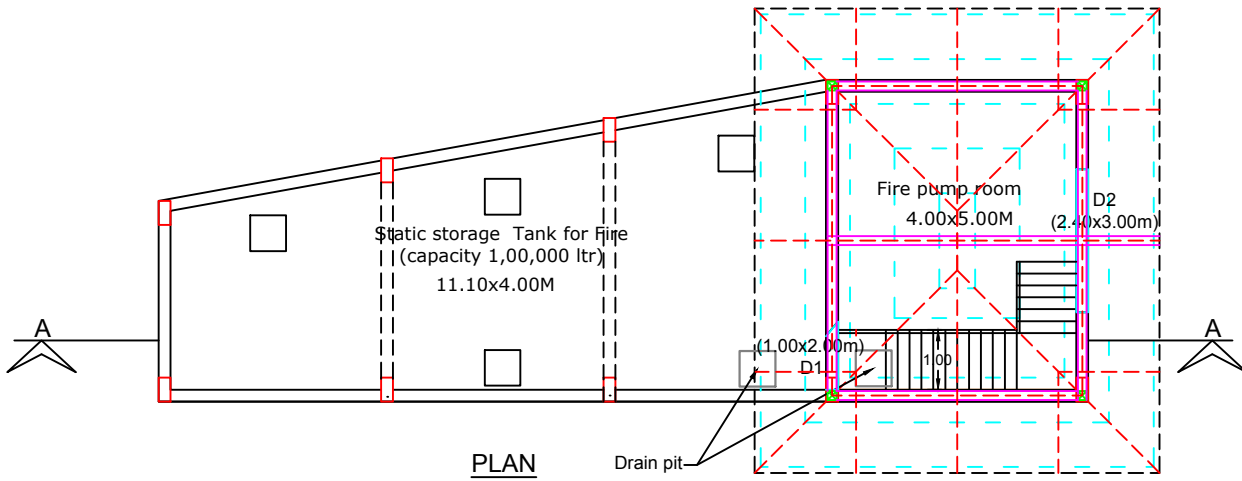 Static storage Tank for Fire
(capacity 1,00,000 ltr)
11.10x4.00M
Fire pump room
4.00x5.00M
D2
(2.40x3.00m)
A
A
(1.00x2.00m)
D1
1.00
Drain pit
PLAN